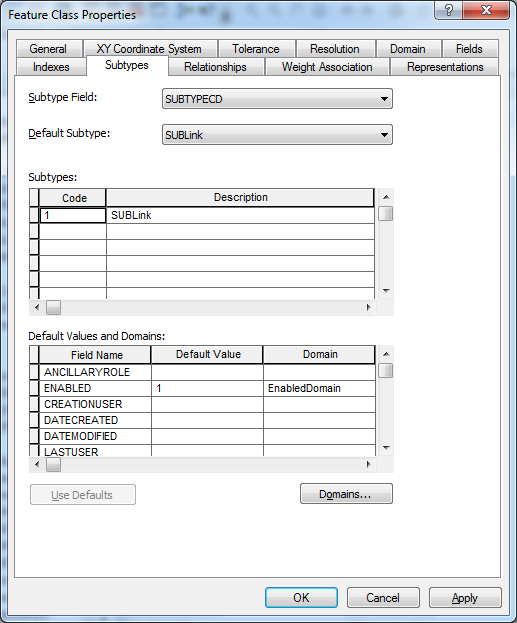 Feature Class Properties
?
General XY Coordinate System Tolerance Resolution Domain Fields
Indexes Subtypes Relationships Weight Association Representations
Subtype Field: SUBTYPECD
Default Subtype: SUBLink
Subtypes:
Code Description
1 SUBLink
Default Values and Domains:
Field Name Default Value Domain
ANCILLARYROLE
ENABLED 1 EnabledDomain
CREATIONUSER
DATECREATED
DATEMODIFIED
LASTUSER
Use Defaults Domains...
OK Cancel Apply